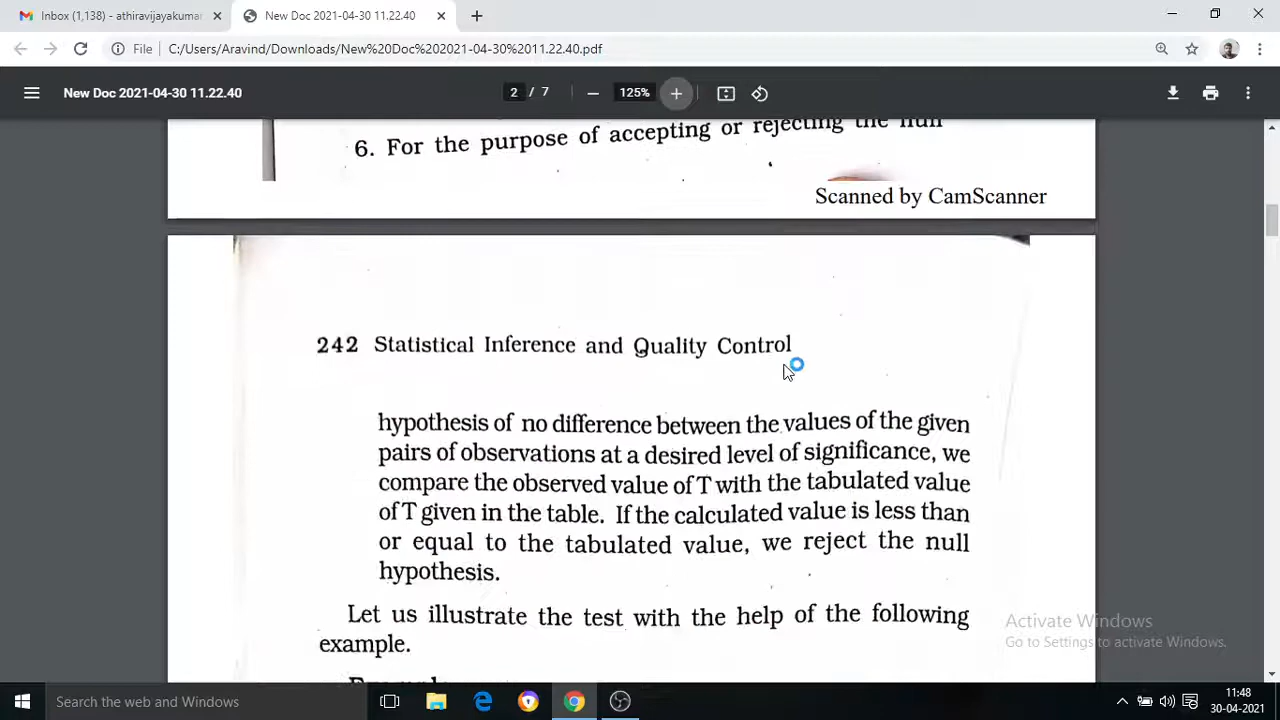 Inbox (1,138) - athiravijayakumar
New Doc 2021-04-30 11.22.40
File
C:/Users/Aravind/Downloads/New%20Doc%202021-04-30%2011.22.40.pdf
New Doc 2021-04-30 11.22.40
2 / 7
125%
6. For the purpose of accepting or rejecting the null
Scanned by CamScanner
242 Statistical Inference and Quality Control
hypothesis of no difference between the values of the given
pairs of observations at a desired level of significance, we
compare the observed value of T with the tabulated value
of T given in the table. If the calculated value is less than
or equal to the tabulated value, we reject the null
hypothesis.
Let us illustrate the test with the help of the following
example.
Activate Windows
Go to Settings to activate Windows.
Search the web and Windows
11:48
30-04-2021